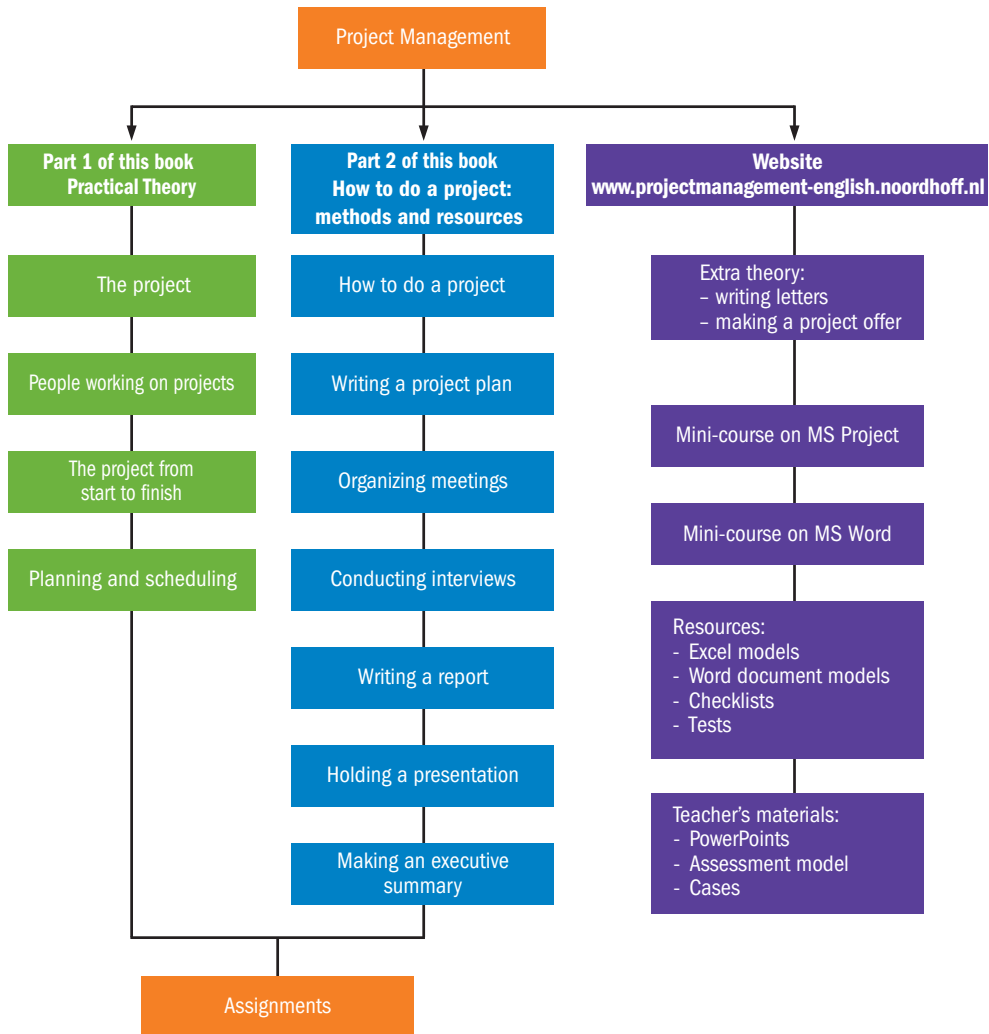 Project Management
Part 1 of this book
Practical Theory
The project
People working on projects
The project from
start to finish
Planning and scheduling
Part 2 of this book
How to do a project:
methods and resources
How to do a project
Writing a project plan
Organizing meetings
Conducting interviews
Writing a report
Holding a presentation
Making an executive
summary
Website
www.projectmanagement-english.noordhoff.nl
Extra theory:
– writing letters
– making a project offer
Mini-course on MS Project
Mini-course on MS Word
Resources:
- Excel models
- Word document models
- Checklists
- Tests
Teacher's materials:
- PowerPoints
- Assessment model
- Cases
Assignments